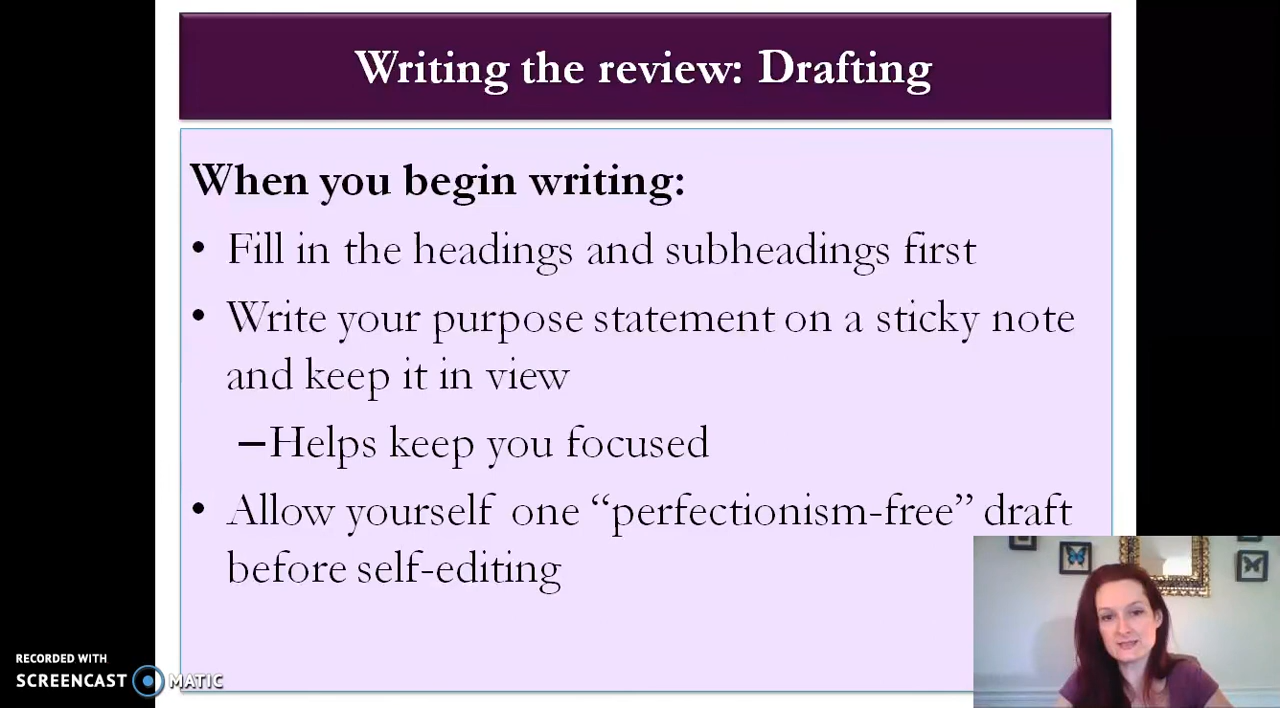 Writing the review: Drafting
When you begin writing:
• Fill in the headings and subheadings first
• Write your purpose statement on a sticky note
and keep it in view
–Helps keep you focused
• Allow yourself one “perfectionism-free” draft
before self-editing
RECORDED WITH
SCREENCAST MATIC